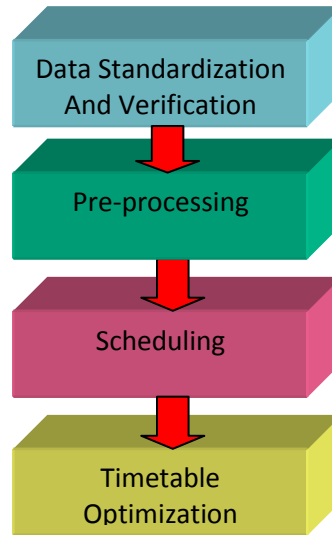 Data Standardization
And Verification
Pre-processing
Scheduling
Timetable
Optimization